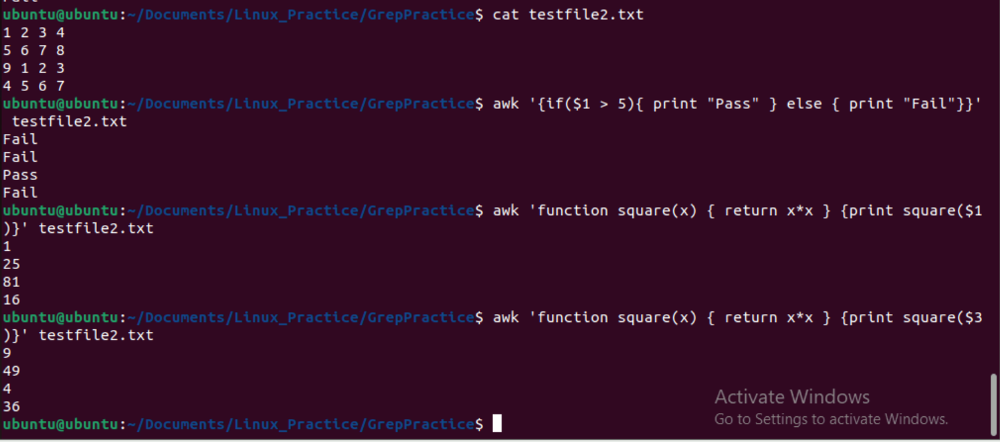 ubuntu@ubuntu:~/Documents/Linux_Practice/GrepPractice$ cat testfile2.txt
1 2 3 4
5 6 7 8
9 1 2 3
4 5 6 7
ubuntu@ubuntu:~/Documents/Linux_Practice/GrepPractice$ awk '{if($1 > 5){ print "Pass" } else { print "Fail"}}'
 testfile2.txt
Fail
Fail
Pass
Fail
ubuntu@ubuntu:~/Documents/Linux_Practice/GrepPractice$ awk 'function square(x) { return x*x } {print square($1
)}' testfile2.txt
1
25
81
16
ubuntu@ubuntu:~/Documents/Linux_Practice/GrepPractice$ awk 'function square(x) { return x*x } {print square($3
)}' testfile2.txt
9
49
4
36
ubuntu@ubuntu:~/Documents/Linux_Practice/GrepPractice$
Activate Windows
Go to Settings to activate Windows.